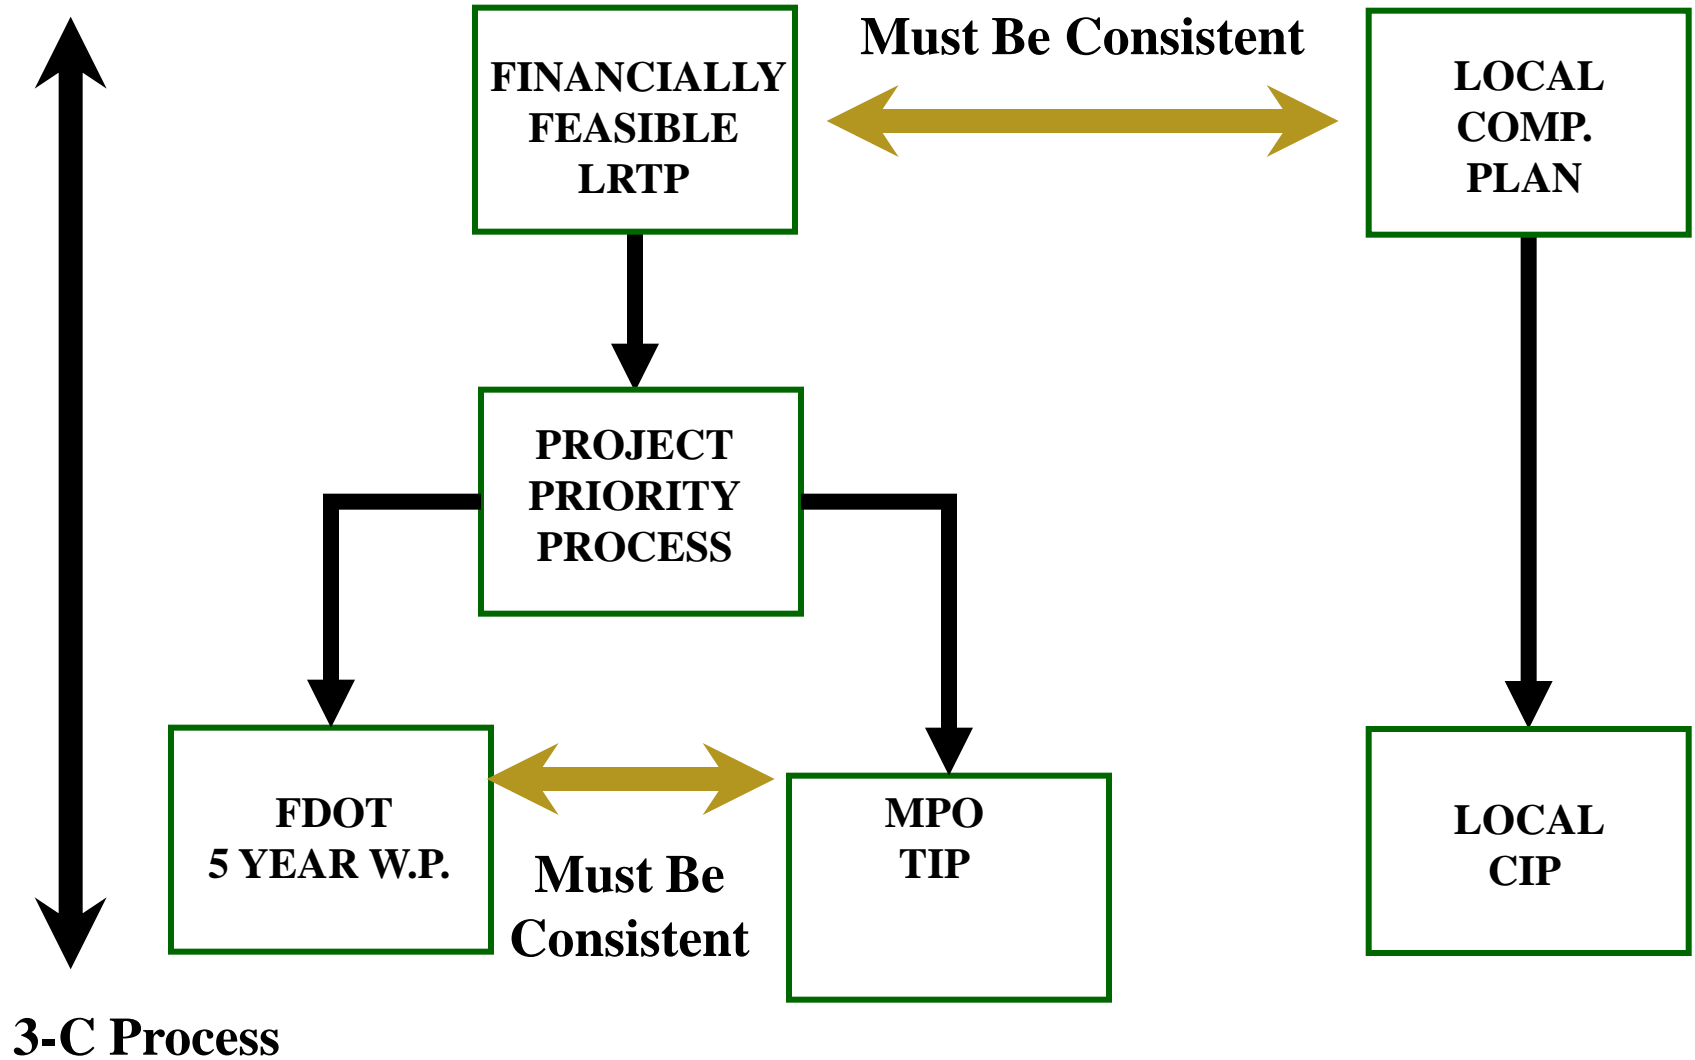 FINANCIALLY
FEASIBLE
LRTP
Must Be Consistent
LOCAL
COMP.
PLAN
PROJECT
PRIORITY
PROCESS
FDOT
5 YEAR W.P.
Must Be
Consistent
MPO
TIP
LOCAL
CIP
3-C Process